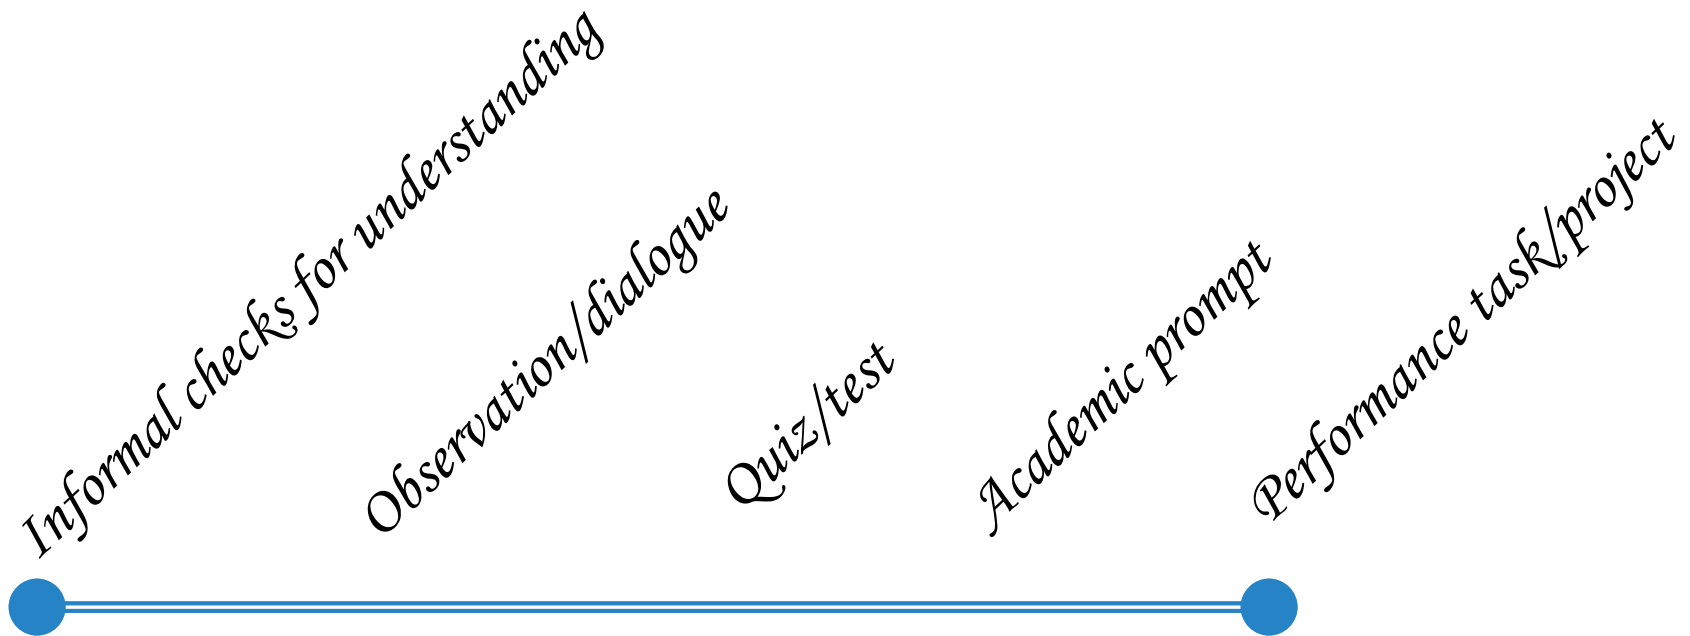 Informal checks for understanding
Observation/dialogue
Quiz/test
Academic prompt
Performance task/project